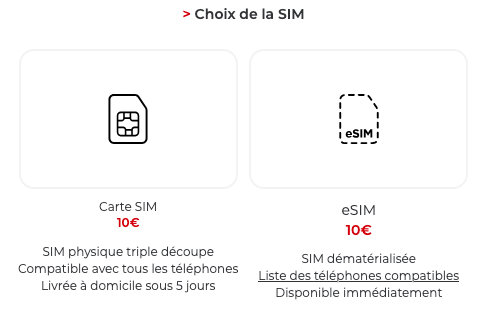 > Choix de la SIM
eSIM
Carte SIM
10€
SIM physique triple découpe
Compatible avec tous les téléphones
Livrée à domicile sous 5 jours
eSIM
10€
SIM dématérialisée
Liste des téléphones compatibles
Disponible immédiatement